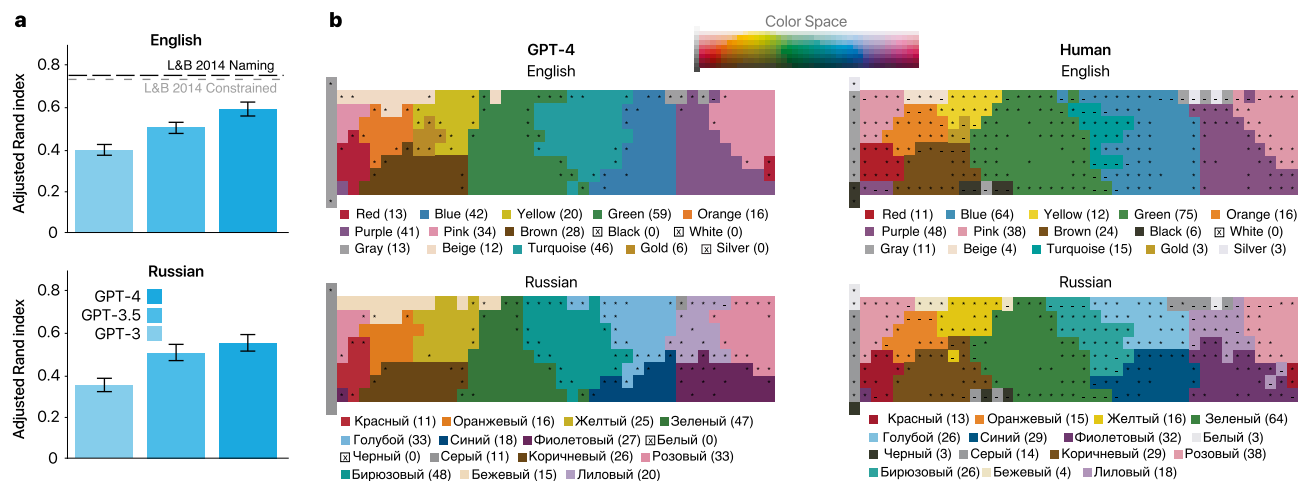 a
English
Adjusted Rand index
0.8
0.6
0.4
0.2
0
L&B 2014 Naming
L&B 2014 Constrained
Russian
Adjusted Rand index
0.8
0.6
0.4
0.2
0
GPT-4
GPT-3.5
GPT-3
b
Color Space
GPT-4
English
Red (13) Blue (42) Yellow (20) Green (59) Orange (16)
Purple (41) Pink (34) Brown (28) Black (0) White (0)
Gray (13) Beige (12) Turquoise (46) Gold (6) Silver (0)
Russian
Красный (11) Оранжевый (16) Желтый (25) Зеленый (47)
Голубой (33) Синий (18) Фиолетовый (27) Белый (0)
Черный (0) Серый (11) Коричневый (26) Розовый (33)
Бирюзовый (48) Бежевый (15) Лиловый (20)
Human
English
Red (11) Blue (64) Yellow (12) Green (75) Orange (16)
Purple (48) Pink (38) Brown (24) Black (6) White (0)
Gray (11) Beige (4) Turquoise (15) Gold (3) Silver (3)
Russian
Красный (13) Оранжевый (15) Желтый (16) Зеленый (64)
Голубой (26) Синий (29) Фиолетовый (32) Белый (3)
Черный (3) Серый (14) Коричневый (29) Розовый (38)
Бирюзовый (26) Бежевый (4) Лиловый (18)